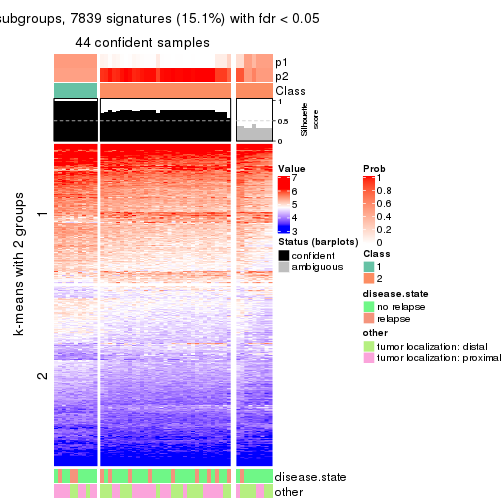 subgroups, 7839 signatures (15.1%) with fdr < 0.05
44 confident samples
p1
p2
Class
1
0.5
0
Silhouette
score
k-means with 2 groups
1
2
Value
7
6
5
4
3
Status (barplots)
confident
ambiguous
Prob
1
0.8
0.6
0.4
0.2
0
Class
1
2
disease.state
no relapse
relapse
other
tumor localization: distal
tumor localization: proximal
disease.state
other